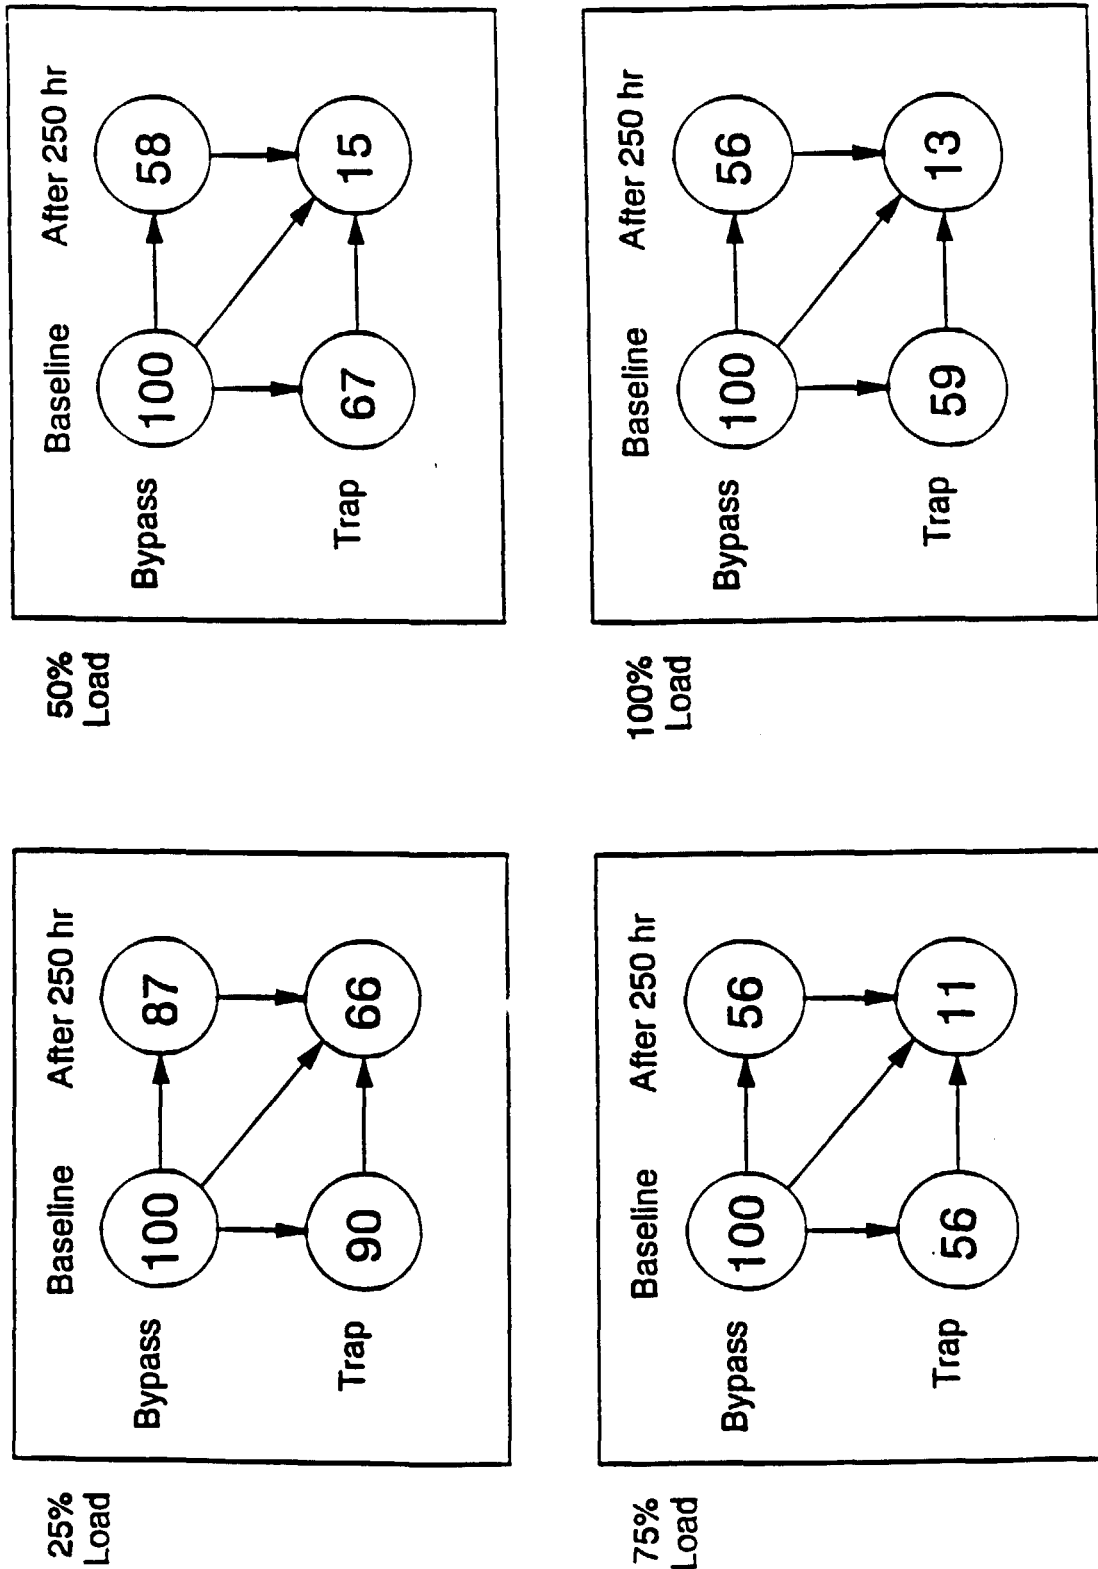 25%
Load
Baseline After 250 hr
Bypass 100 87
Trap 90 66
50%
Load
Baseline After 250 hr
Bypass 100 58
Trap 67 15
75%
Load
Baseline After 250 hr
Bypass 100 56
Trap 56 11
100%
Load
Baseline After 250 hr
Bypass 100 56
Trap 59 13